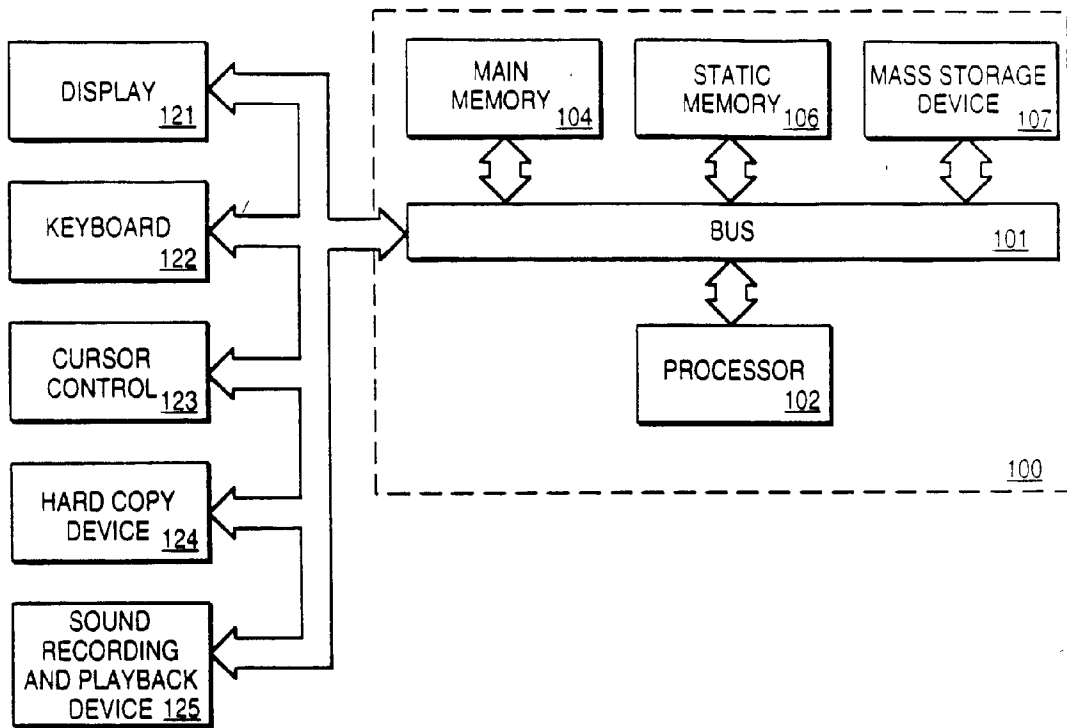 DISPLAY
121
KEYBOARD
122
CURSOR
CONTROL
123
HARD COPY
DEVICE 124
SOUND
RECORDING
AND PLAYBACK
DEVICE 125
MAIN
MEMORY
104
STATIC
MEMORY
106
MASS STORAGE
DEVICE
107
BUS
101
PROCESSOR
102
100